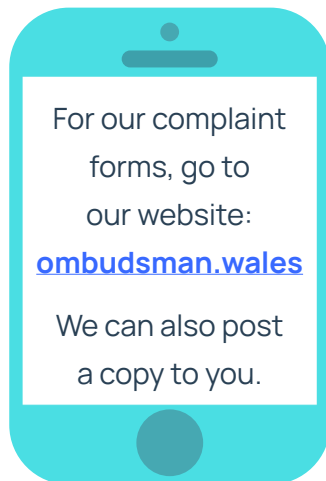 For our complaint
forms, go to
our website:
ombudsman.wales
We can also post
a copy to you.